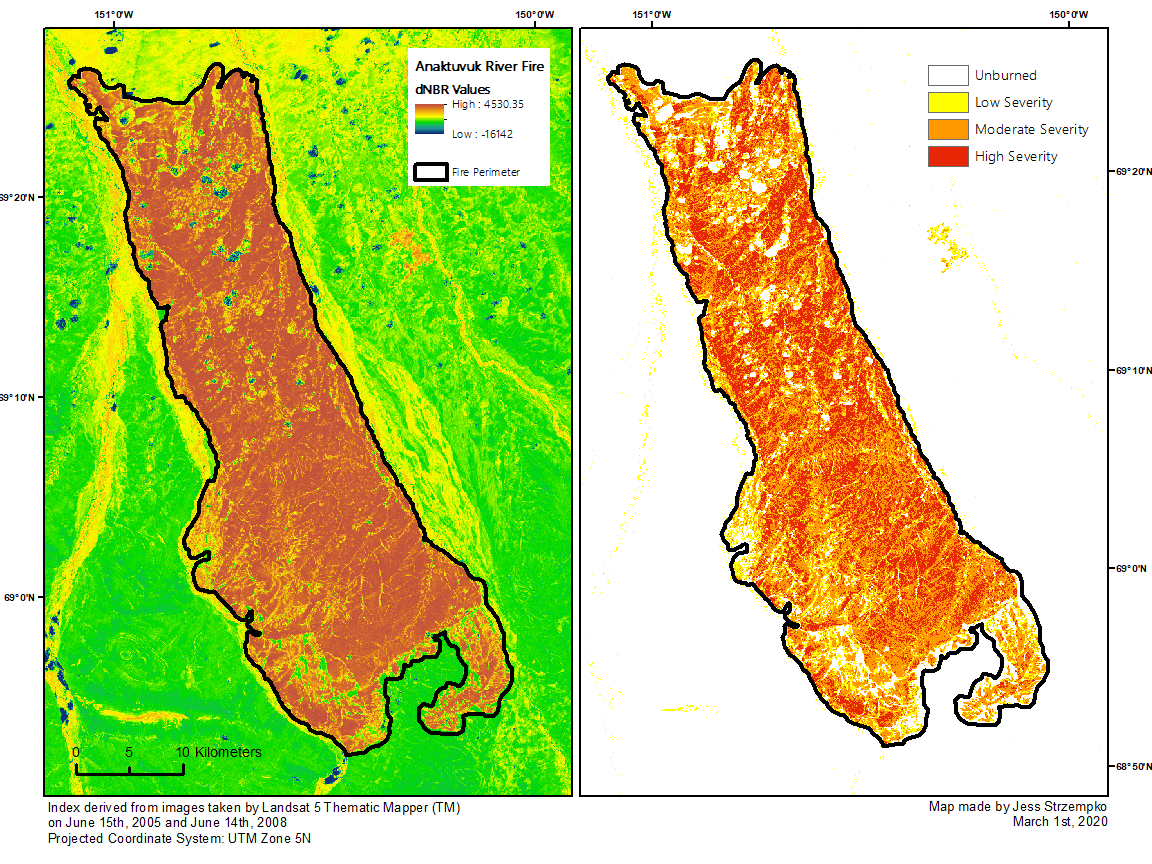 151°0'W
150°0'W
151°0'W
150°0'W
Anaktuvuk River Fire
dNBR Values
High : 4530.35
Low : -16142
Fire Perimeter
Unburned
Low Severity
Moderate Severity
High Severity
69°20'N
69°10'N
69°0'N
69°20'N
69°10'N
69°0'N
68°50'N
0 5 10 Kilometers
Index derived from images taken by Landsat 5 Thematic Mapper (TM)
on June 15th, 2005 and June 14th, 2008
Projected Coordinate System: UTM Zone 5N
Map made by Jess Strzempko
March 1st, 2020